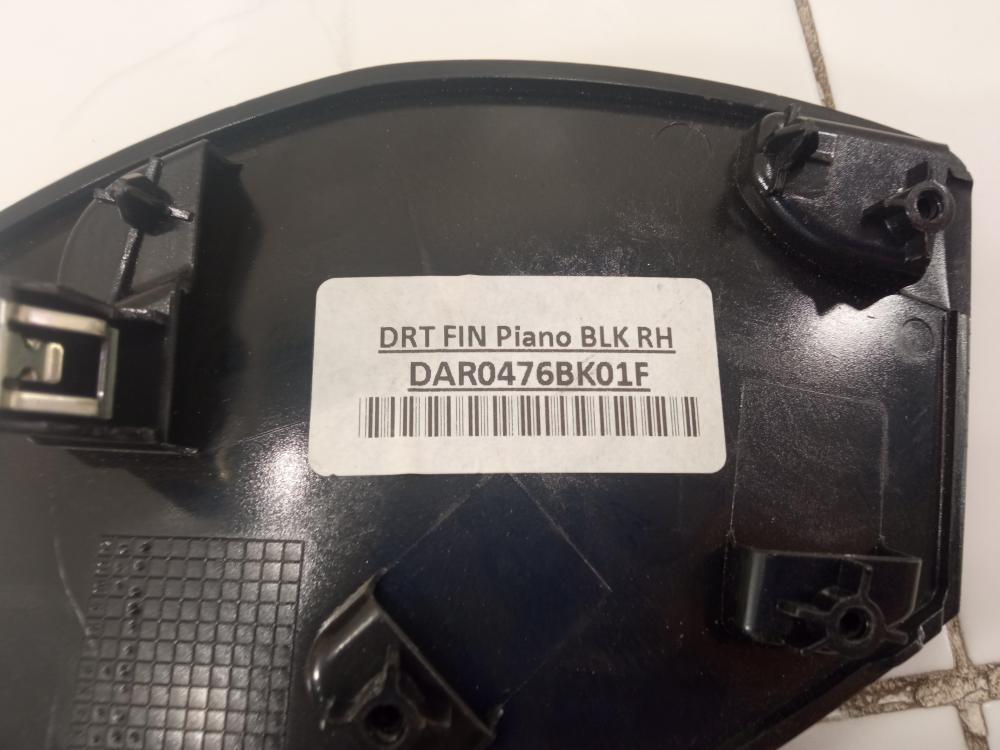 DRT FIN Piano BLK RH
DAR0476BK01F